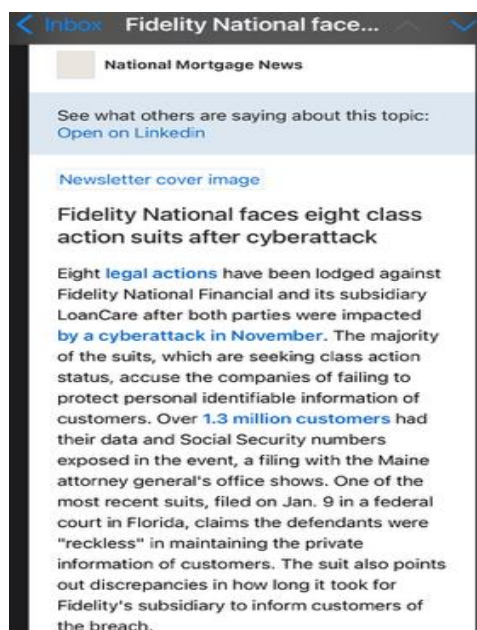 Inbox Fidelity National face...
National Mortgage News
See what others are saying about this topic:
Open on Linkedin
Newsletter cover image
Fidelity National faces eight class
action suits after cyberattack
Eight legal actions have been lodged against
Fidelity National Financial and its subsidiary
LoanCare after both parties were impacted
by a cyberattack in November. The majority
of the suits, which are seeking class action
status, accuse the companies of failing to
protect personal identifiable information of
customers. Over 1.3 million customers had
their data and Social Security numbers
exposed in the event, a filing with the Maine
attorney general's office shows. One of the
most recent suits, filed on Jan. 9 in a federal
court in Florida, claims the defendants were
"reckless" in maintaining the private
information of customers. The suit also points
out discrepancies in how long it took for
Fidelity's subsidiary to inform customers of
the breach.